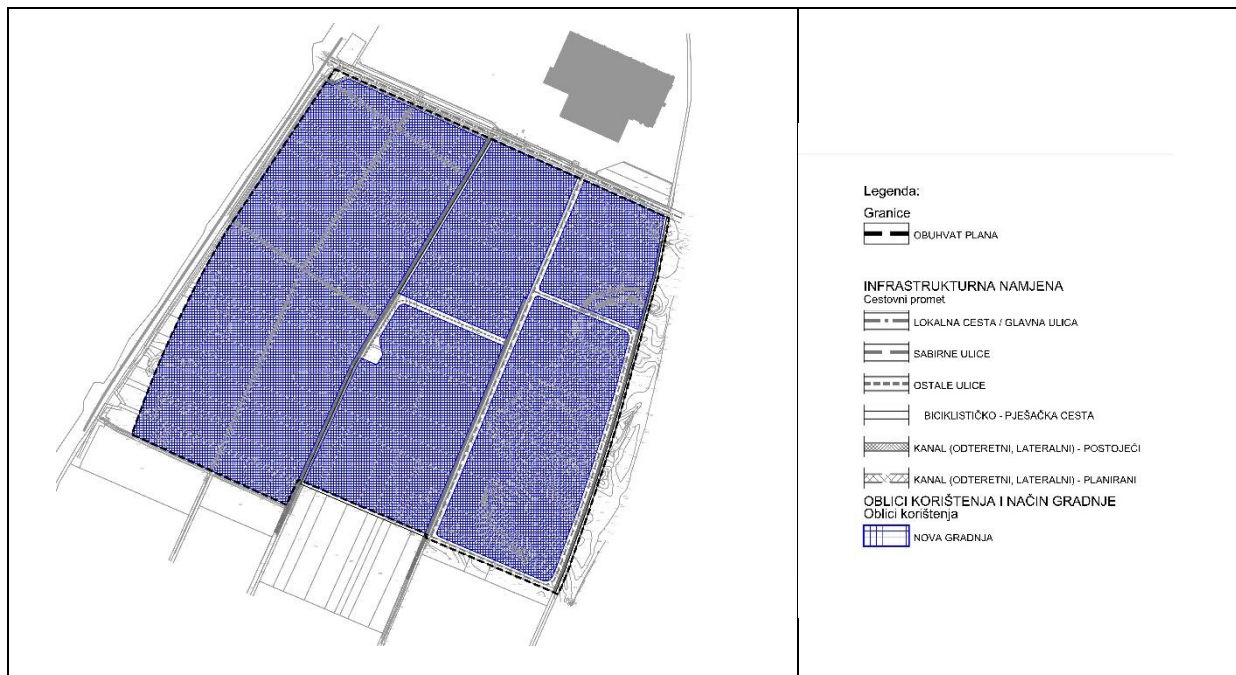 Legenda:
Granice
OBUHVAT PLANA
INFRASTRUKTURNA NAMJENA
Cestovni promet
LOKALNA CESTA / GLAVNA ULICA
SABIRNE ULICE
OSTALE ULICE
BICIKLISTIČKO - PJEŠAČKA CESTA
KANAL (ODTERETNI, LATERALNI) - POSTOJEĆI
KANAL (ODTERETNI, LATERALNI) - PLANIRANI
OBLICI KORIŠTENJA I NAČIN GRADNJE
Oblici korištenja
NOVA GRADNJA